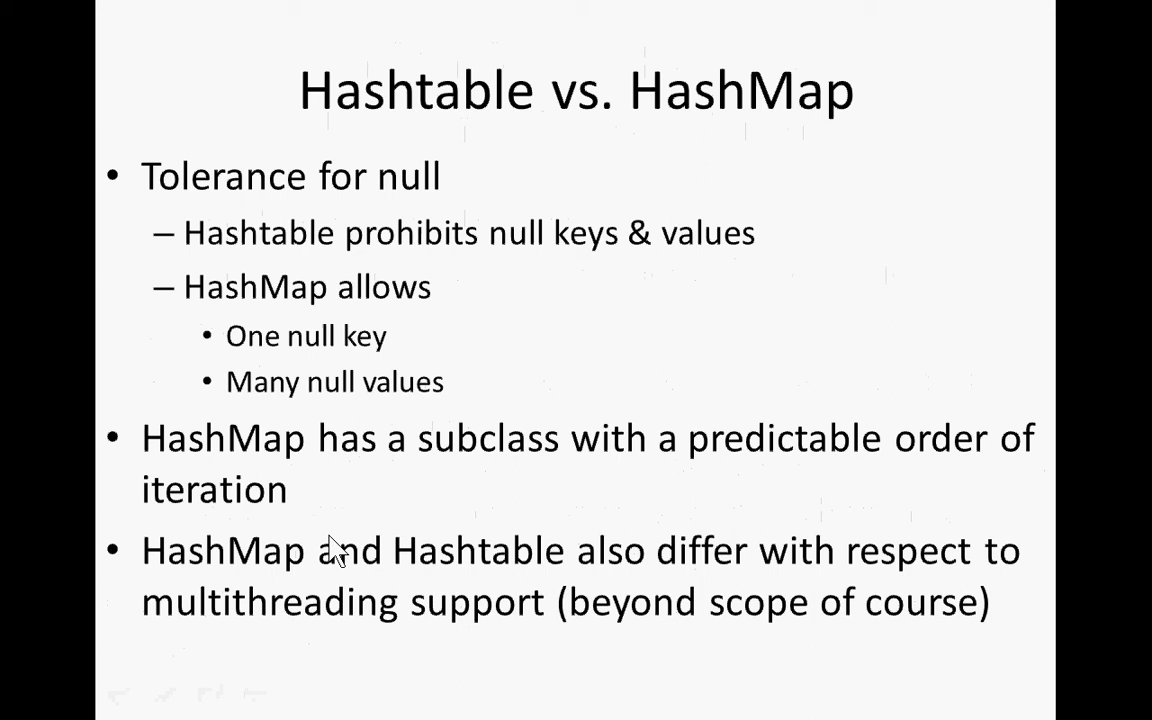 Hashtable vs. HashMap
• Tolerance for null
– Hashtable prohibits null keys & values
– HashMap allows
• One null key
• Many null values
• HashMap has a subclass with a predictable order of
iteration
• HashMap and Hashtable also differ with respect to
multithreading support (beyond scope of course)